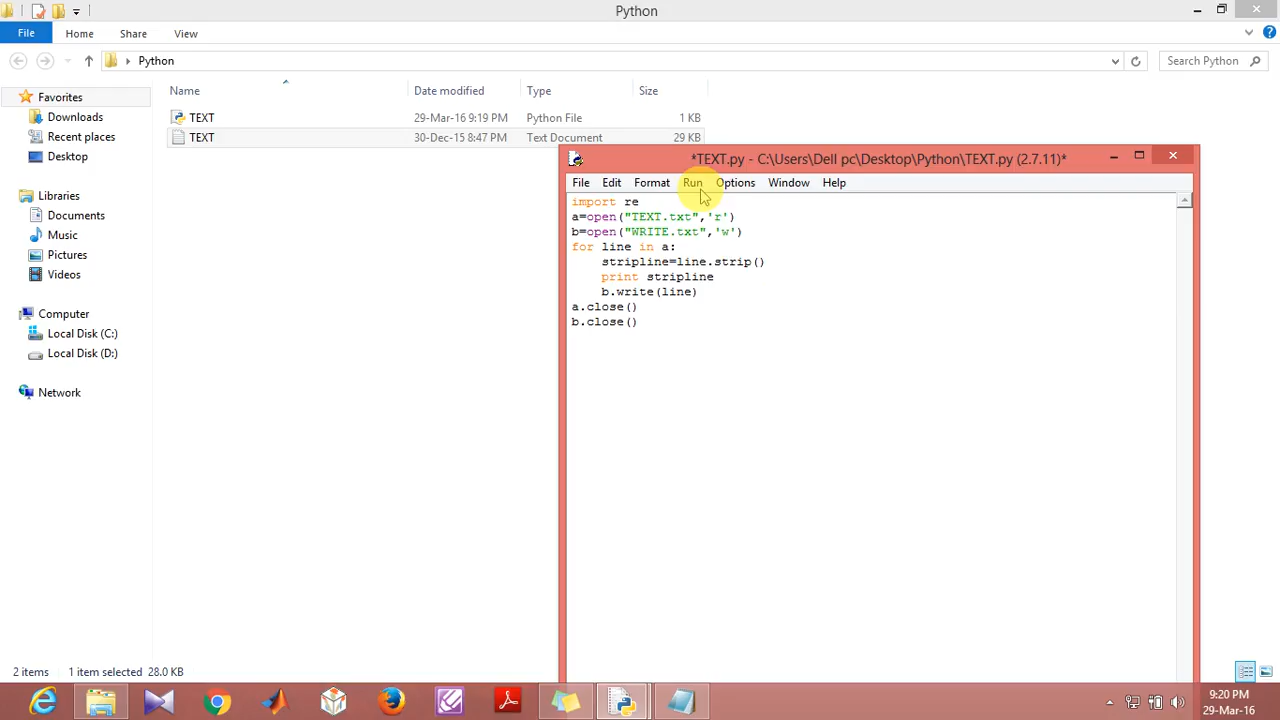 Python
File Home Share View
Python
Search Python
Name Date modified Type Size
Favorites
Downloads
Recent places
Desktop
Libraries
Documents
Music
Pictures
Videos
Computer
Local Disk (C:)
Local Disk (D:)
Network
TEXT 29-Mar-16 9:19 PM Python File 1 KB
TEXT 30-Dec-15 8:47 PM Text Document 29 KB
*TEXT.py - C:\Users\Dell pc\Desktop\Python\TEXT.py (2.7.11)*
File Edit Format Run Options Window Help
import re
a=open("TEXT.txt",'r')
b=open("WRITE.txt",'w')
for line in a:
    stripline=line.strip()
    print stripline
    b.write(line)
a.close()
b.close()
2 items 1 item selected 28.0 KB
9:20 PM
29-Mar-16